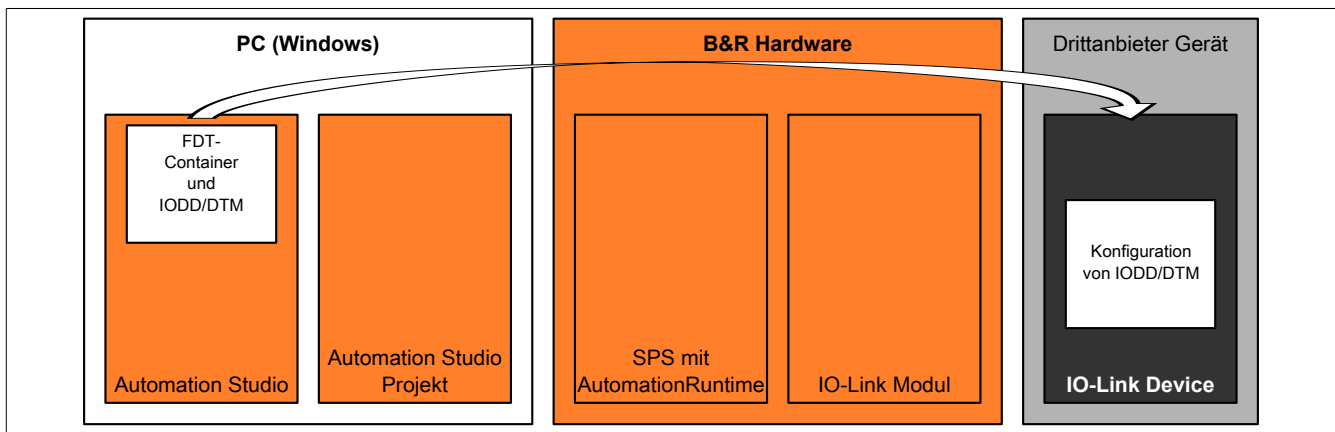 PC (Windows)
B&R Hardware
Drittanbieter Gerät
FDT-
Container
und
IODD/DTM
Konfiguration
von IODD/DTM
Automation Studio
Automation Studio
Projekt
SPS mit
AutomationRuntime
IO-Link Modul
IO-Link Device